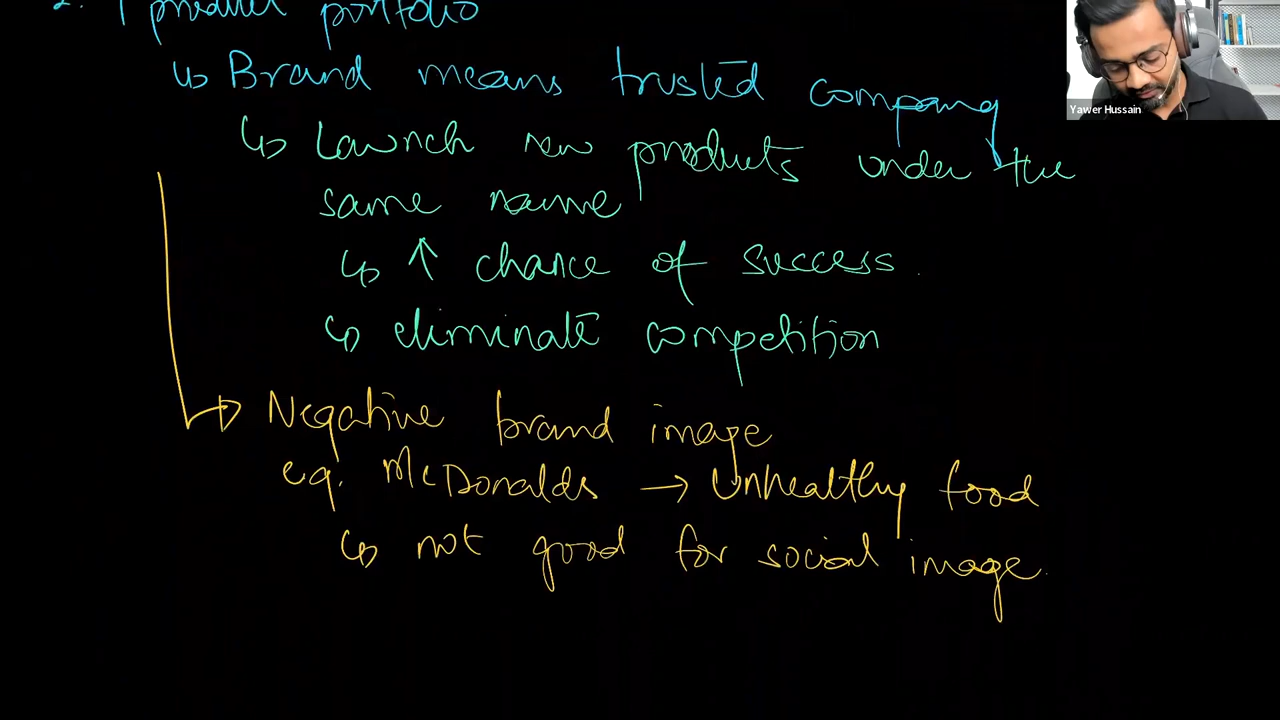 2. ↑ product portfolio
↳ Brand means trusted company
↳ Launch new products under the
same name
↳ ↑ chance of success.
↳ eliminate competition
→ Negative brand image
eg. McDonalds → Unhealthy food
↳ not good for social image.
Yawer Hussain